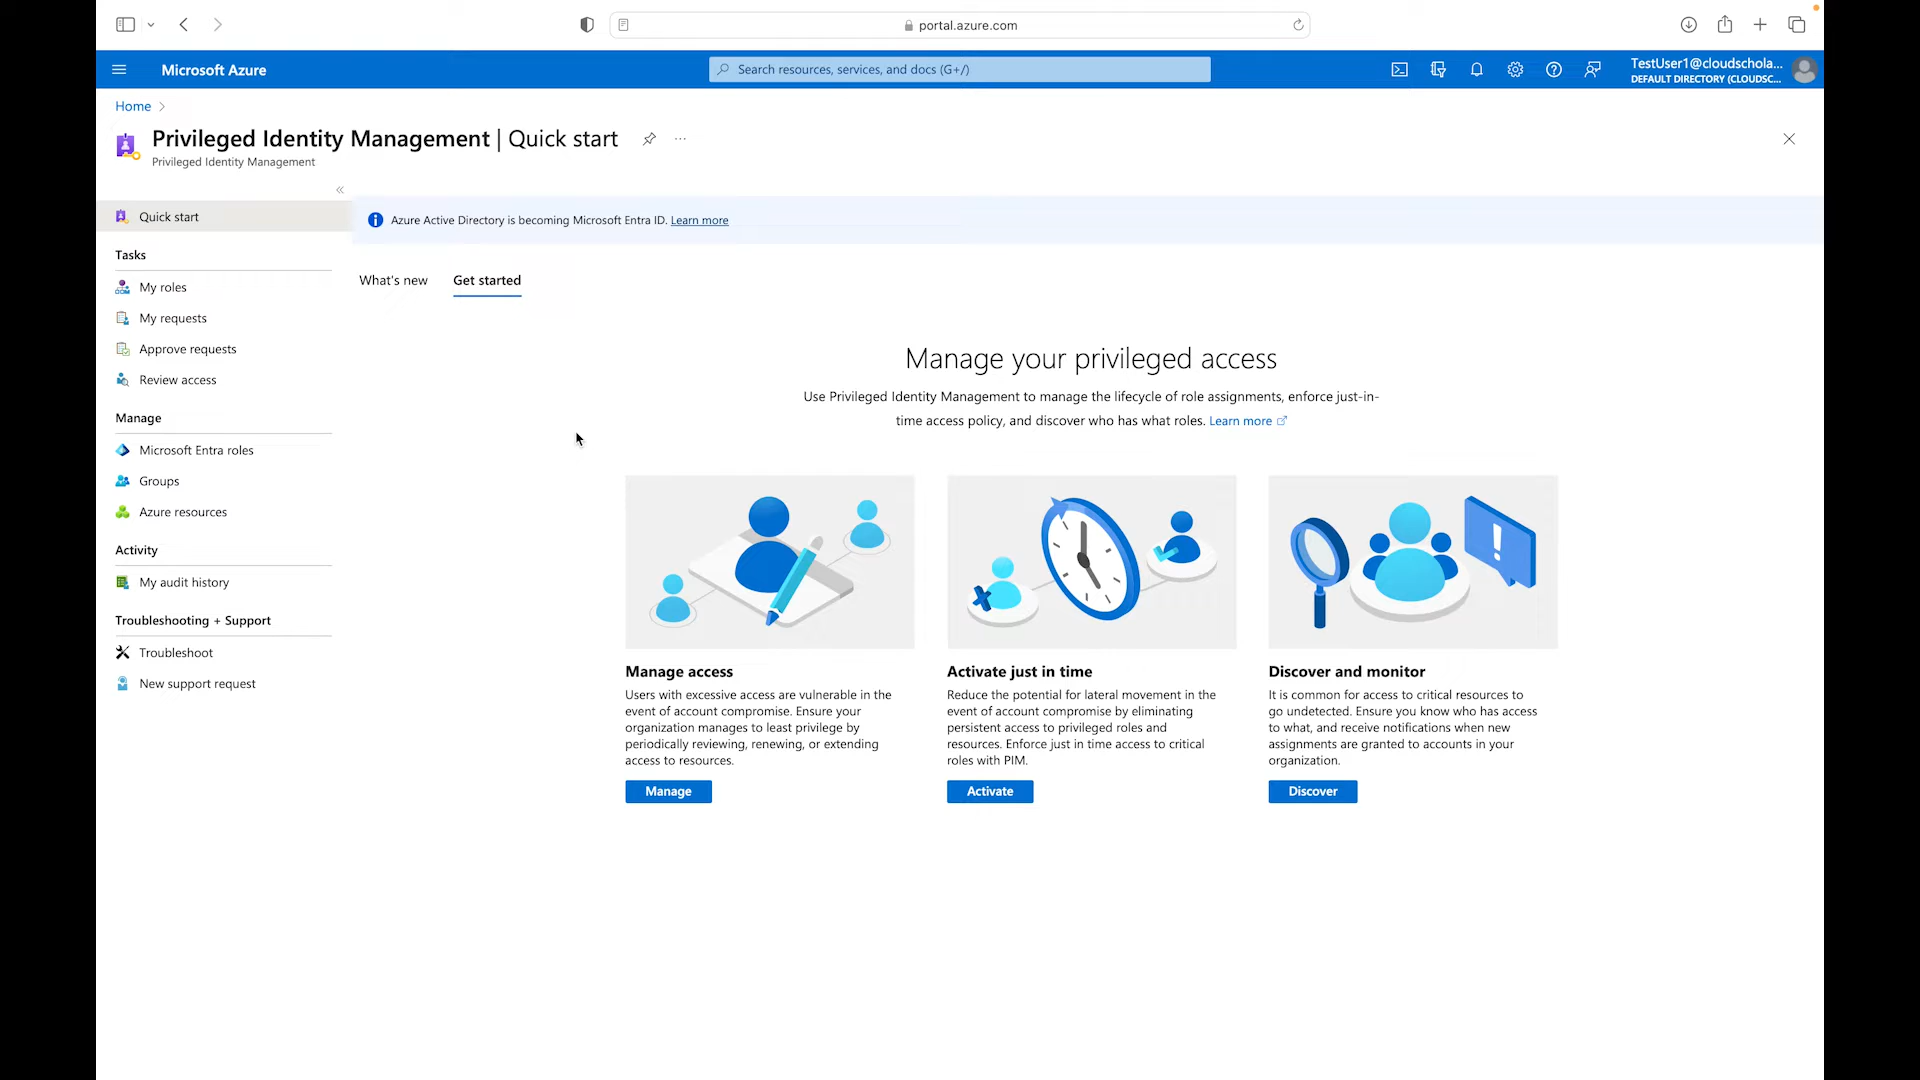 portal.azure.com
Microsoft Azure
Search resources, services, and docs (G+/)
TestUser1@cloudschola...
DEFAULT DIRECTORY (CLOUDSC...
Home
Privileged Identity Management | Quick start
Privileged Identity Management
Quick start
Azure Active Directory is becoming Microsoft Entra ID. Learn more
Tasks
My roles
My requests
Approve requests
Review access
Manage
Microsoft Entra roles
Groups
Azure resources
Activity
My audit history
Troubleshooting + Support
Troubleshoot
New support request
What's new
Get started
Manage your privileged access
Use Privileged Identity Management to manage the lifecycle of role assignments, enforce just-in-
time access policy, and discover who has what roles. Learn more
Manage access
Users with excessive access are vulnerable in the
event of account compromise. Ensure your
organization manages to least privilege by
periodically reviewing, renewing, or extending
access to resources.
Manage
Activate just in time
Reduce the potential for lateral movement in the
event of account compromise by eliminating
persistent access to privileged roles and
resources. Enforce just in time access to critical
roles with PIM.
Activate
Discover and monitor
It is common for access to critical resources to
go undetected. Ensure you know who has access
to what, and receive notifications when new
assignments are granted to accounts in your
organization.
Discover